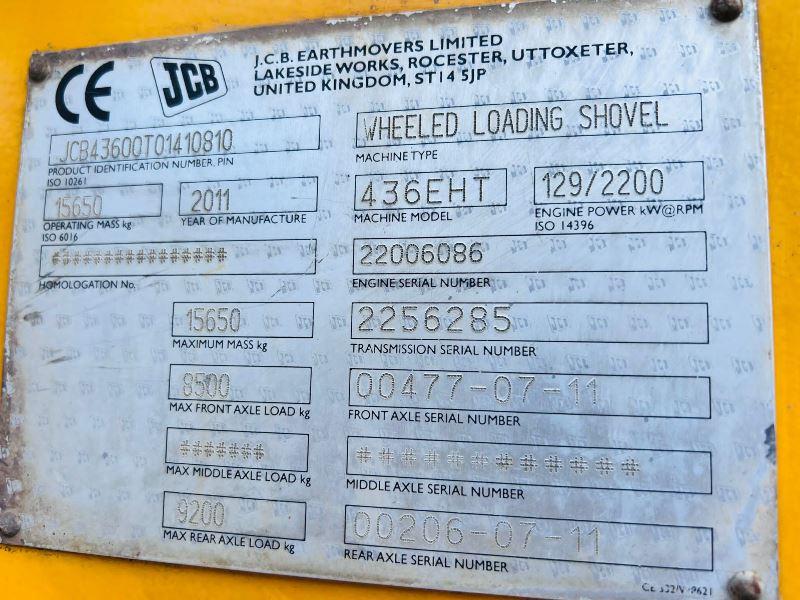 CE JCB J.C.B. EARTHMOVERS LIMITED
LAKESIDE WORKS, ROCESTER, UTTOXETER,
UNITED KINGDOM, ST14 5JP
JCB43600T01410810
PRODUCT IDENTIFICATION NUMBER, PIN
ISO 10261
WHEELED LOADING SHOVEL
MACHINE TYPE
15650
OPERATING MASS kg
ISO 6016
2011
YEAR OF MANUFACTURE
436EHT
MACHINE MODEL
129/2200
ENGINE POWER kW@RPM
ISO 14396
##############
HOMOLOGATION No.
22006086
ENGINE SERIAL NUMBER
15650
MAXIMUM MASS kg
2256285
TRANSMISSION SERIAL NUMBER
8500
MAX FRONT AXLE LOAD kg
00477-07-11
FRONT AXLE SERIAL NUMBER
#######
MAX MIDDLE AXLE LOAD kg
#############
MIDDLE AXLE SERIAL NUMBER
9200
MAX REAR AXLE LOAD kg
00206-07-11
REAR AXLE SERIAL NUMBER